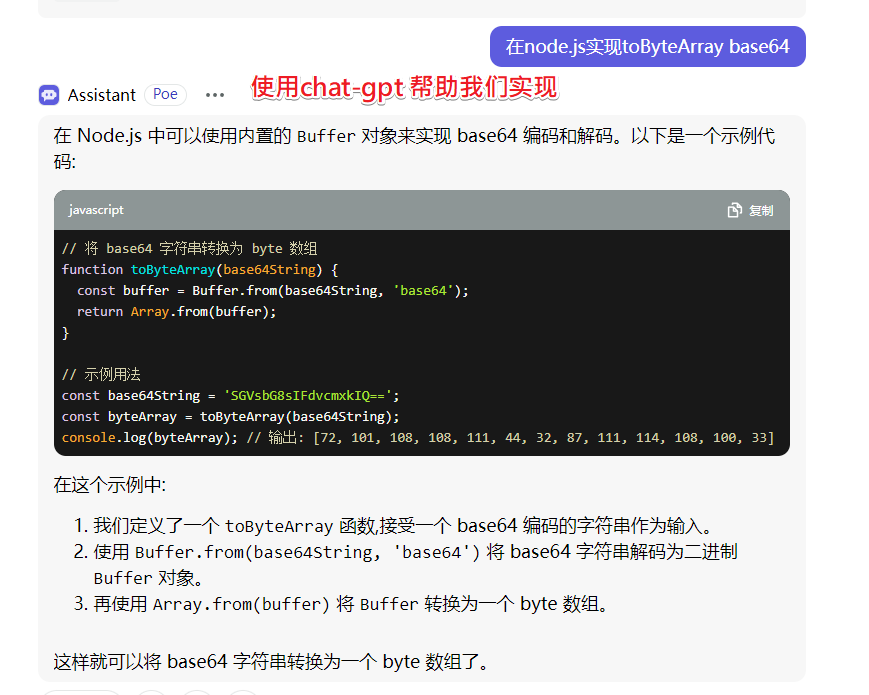 在node.js实现toByteArray base64
Assistant Poe ··· 使用chat-gpt 帮助我们实现
在 Node.js 中可以使用内置的 Buffer 对象来实现 base64 编码和解码。以下是一个示例代
码:
javascript 复制
// 将 base64 字符串转换为 byte 数组
function toByteArray(base64String) {
  const buffer = Buffer.from(base64String, 'base64');
  return Array.from(buffer);
}
// 示例用法
const base64String = 'SGVsbG8sIFdvcmxkIQ==';
const byteArray = toByteArray(base64String);
console.log(byteArray); // 输出: [72, 101, 108, 108, 111, 44, 32, 87, 111, 114, 108, 100, 33]
在这个示例中:
1. 我们定义了一个 toByteArray 函数,接受一个 base64 编码的字符串作为输入。
2. 使用 Buffer.from(base64String, 'base64') 将 base64 字符串解码为二进制
Buffer 对象。
3. 再使用 Array.from(buffer) 将 Buffer 转换为一个 byte 数组。
这样就可以将 base64 字符串转换为一个 byte 数组了。